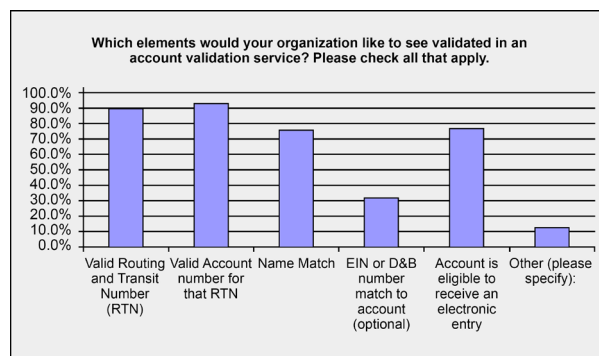 Which elements would your organization like to see validated in an
account validation service? Please check all that apply.
100.0%
90.0%
80.0%
70.0%
60.0%
50.0%
40.0%
30.0%
20.0%
10.0%
0.0%
Valid Routing
and Transit
Number
(RTN)
Valid Account
number for
that RTN
Name Match
EIN or D&B
number
match to
account
(optional)
Account is
eligible to
receive an
electronic
entry
Other (please
specify):